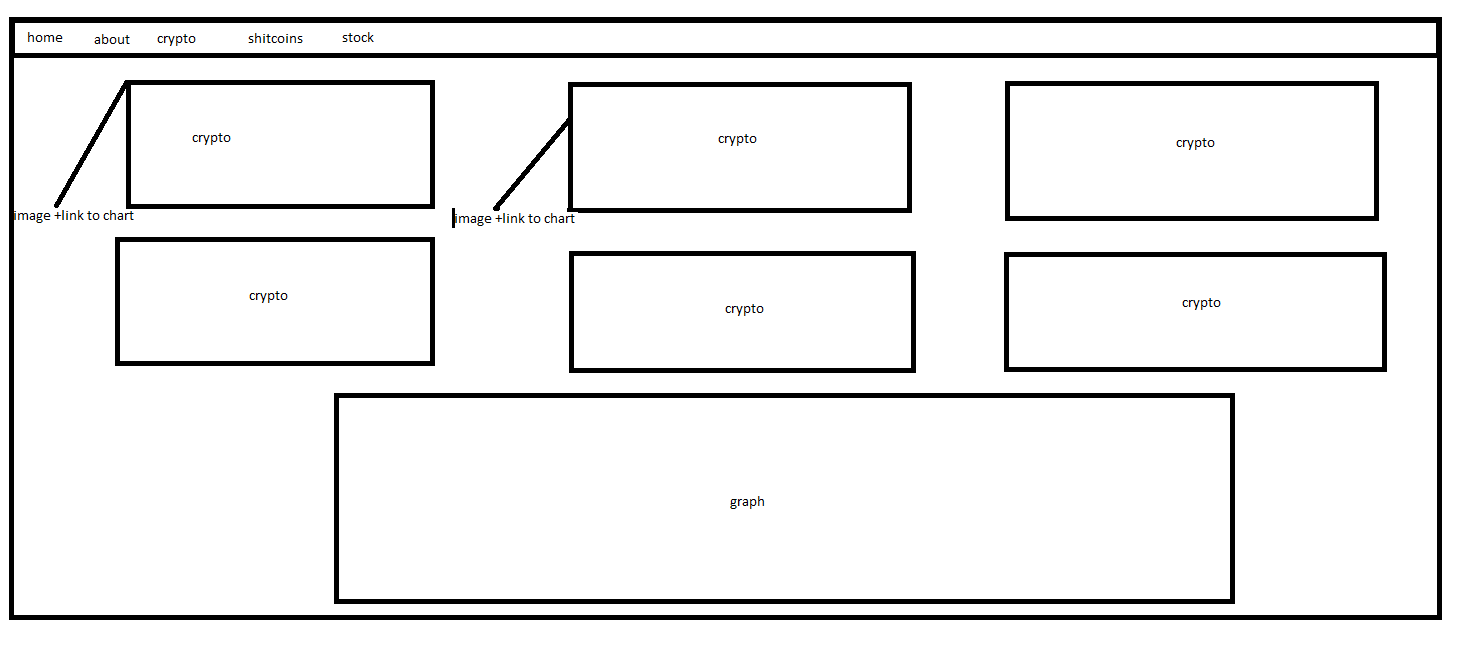 home
about
crypto
shitcoins
stock
crypto
crypto
crypto
image +link to chart
image +link to chart
crypto
crypto
crypto
graph